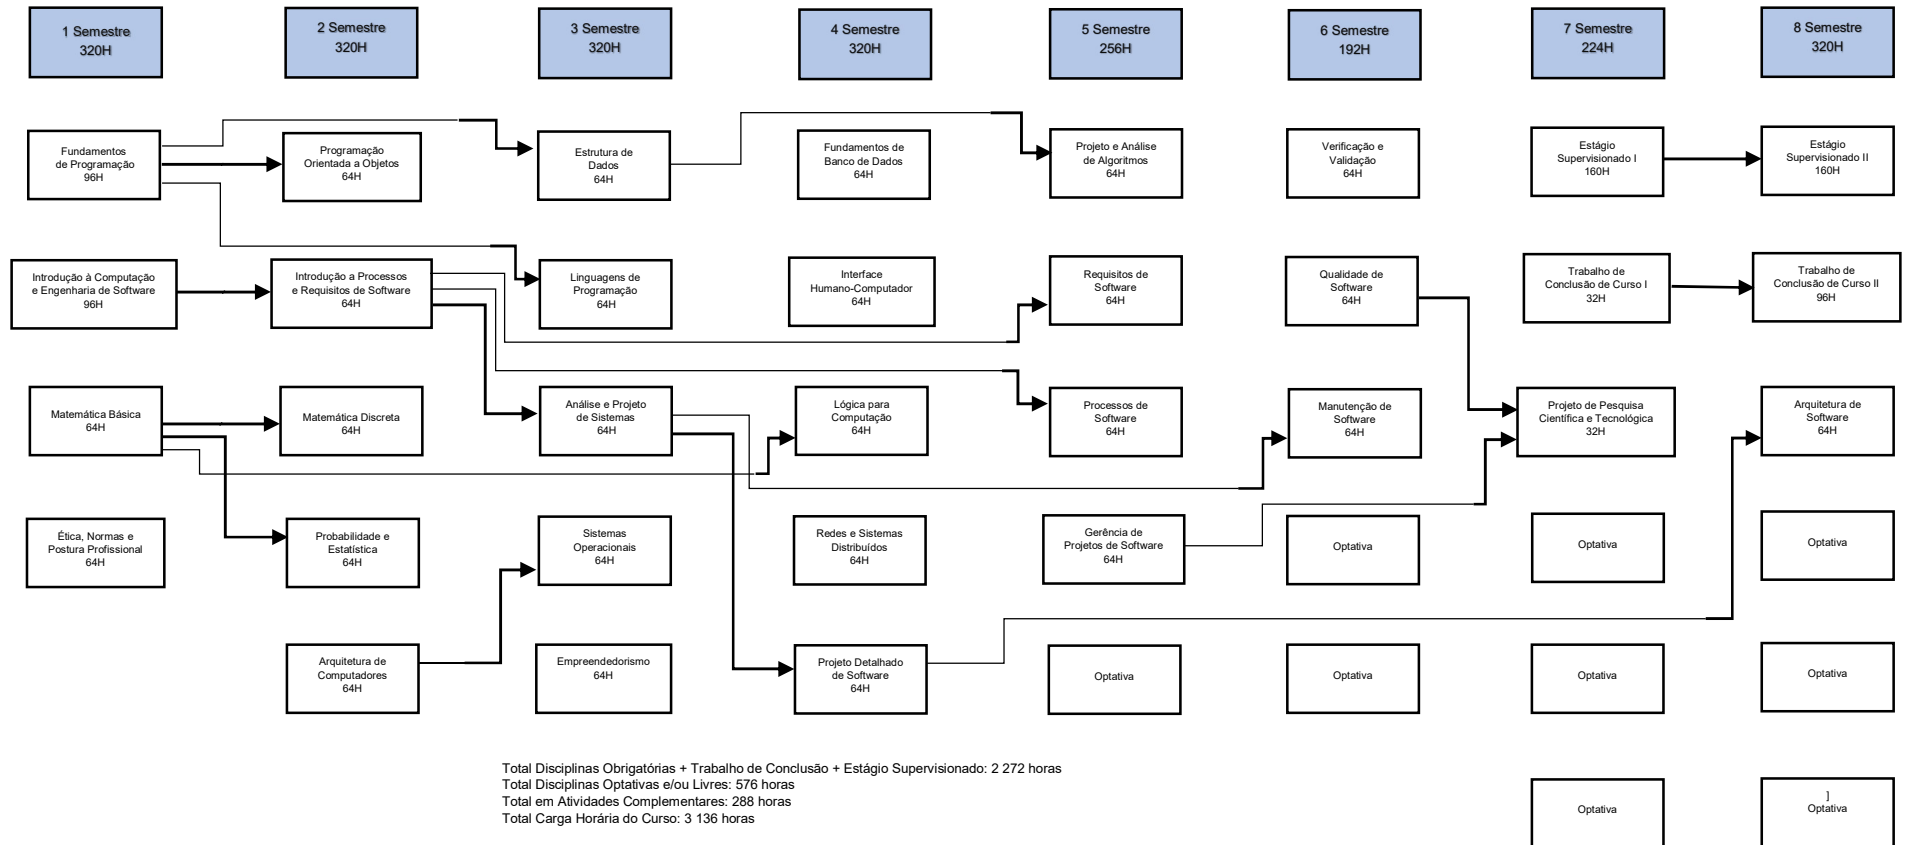 1 Semestre
320H
2 Semestre
320H
3 Semestre
320H
4 Semestre
320H
5 Semestre
256H
6 Semestre
192H
7 Semestre
224H
8 Semestre
320H
Fundamentos
de Programação
96H
Programação
Orientada a Objetos
64H
Estrutura de
Dados
64H
Fundamentos de
Banco de Dados
64H
Projeto e Análise
de Algoritmos
64H
Verificação e
Validação
64H
Estágio
Supervisionado I
160H
Estágio
Supervisionado II
160H
Introdução à Computação
e Engenharia de Software
96H
Introdução a Processos
e Requisitos de Software
64H
Linguagens de
Programação
64H
Interface
Humano-Computador
64H
Requisitos de
Software
64H
Qualidade de
Software
64H
Trabalho de
Conclusão de Curso I
32H
Trabalho de
Conclusão de Curso II
96H
Matemática Básica
64H
Matemática Discreta
64H
Análise e Projeto
de Sistemas
64H
Lógica para
Computação
64H
Processos de
Software
64H
Manutenção de
Software
64H
Projeto de Pesquisa
Científica e Tecnológica
32H
Arquitetura de
Software
64H
Ética, Normas e
Postura Profissional
64H
Probabilidade e
Estatística
64H
Sistemas
Operacionais
64H
Redes e Sistemas
Distribuídos
64H
Gerência de
Projetos de Software
64H
Optativa
Optativa
Optativa
Arquitetura de
Computadores
64H
Empreendedorismo
64H
Projeto Detalhado
de Software
64H
Optativa
Optativa
Optativa
Optativa
Total Disciplinas Obrigatórias + Trabalho de Conclusão + Estágio Supervisionado: 2 272 horas
Total Disciplinas Optativas e/ou Livres: 576 horas
Total em Atividades Complementares: 288 horas
Total Carga Horária do Curso: 3 136 horas
Optativa
]
Optativa